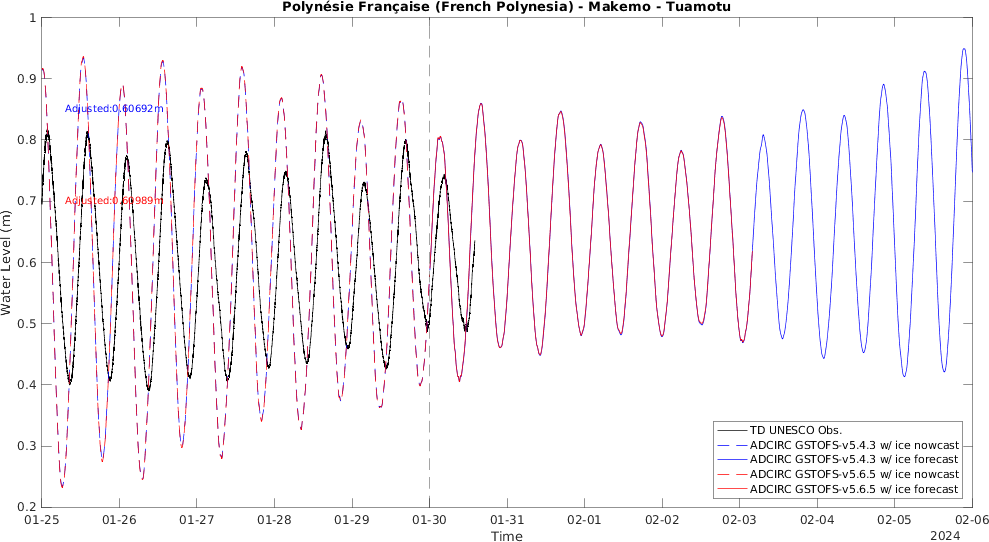 Polynésie Française (French Polynesia) - Makemo - Tuamotu
Water Level (m)
1
0.9
0.8
0.7
0.6
0.5
0.4
0.3
0.2
Adjusted:0.60692m
Adjusted:0.60989m
TD UNESCO Obs.
ADCIRC GSTOFS-v5.4.3 w/ ice nowcast
ADCIRC GSTOFS-v5.4.3 w/ ice forecast
ADCIRC GSTOFS-v5.6.5 w/ ice nowcast
ADCIRC GSTOFS-v5.6.5 w/ ice forecast
01-25 01-26 01-27 01-28 01-29 01-30 01-31 02-01 02-02 02-03 02-04 02-05 02-06
Time
2024